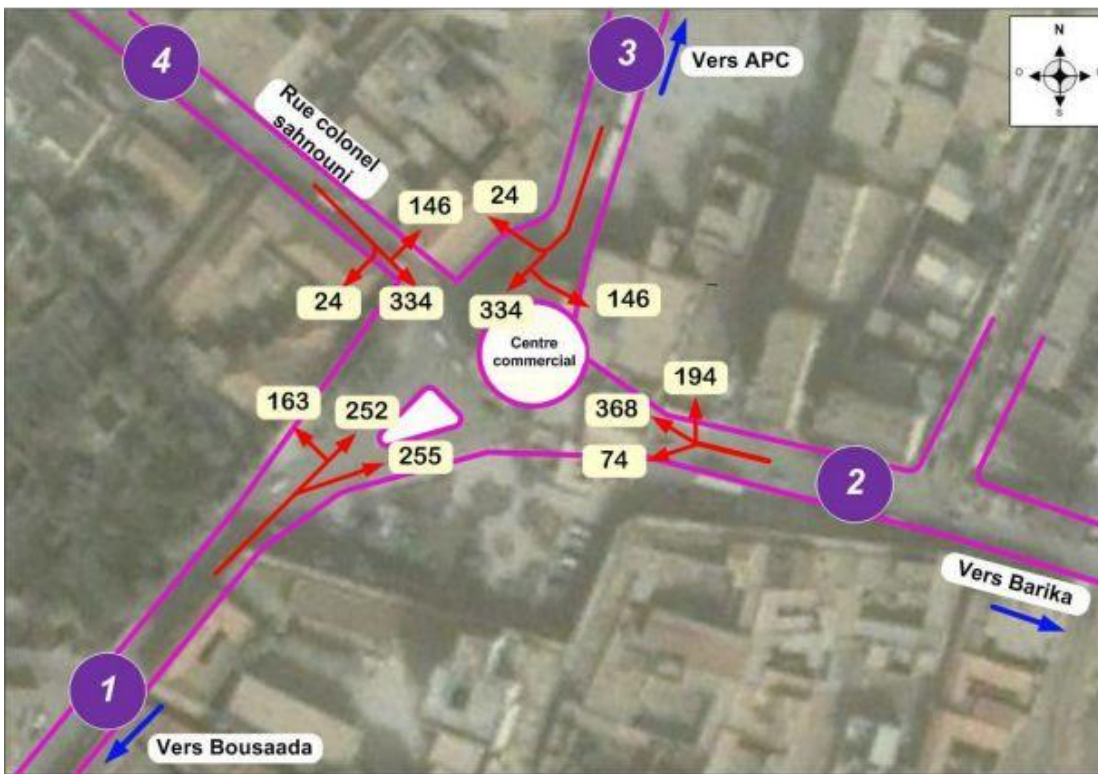 4
3
Vers APC
N
O
S
Rue colonel
sahnouni
146
24
24
334
334
146
Centre
commercial
163
252
255
194
368
74
2
Vers Barika
1
Vers Bousaada